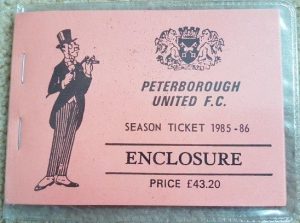 PETERBOROUGH
UNITED F.C.
SEASON TICKET 1985-86
ENCLOSURE
PRICE £43.20